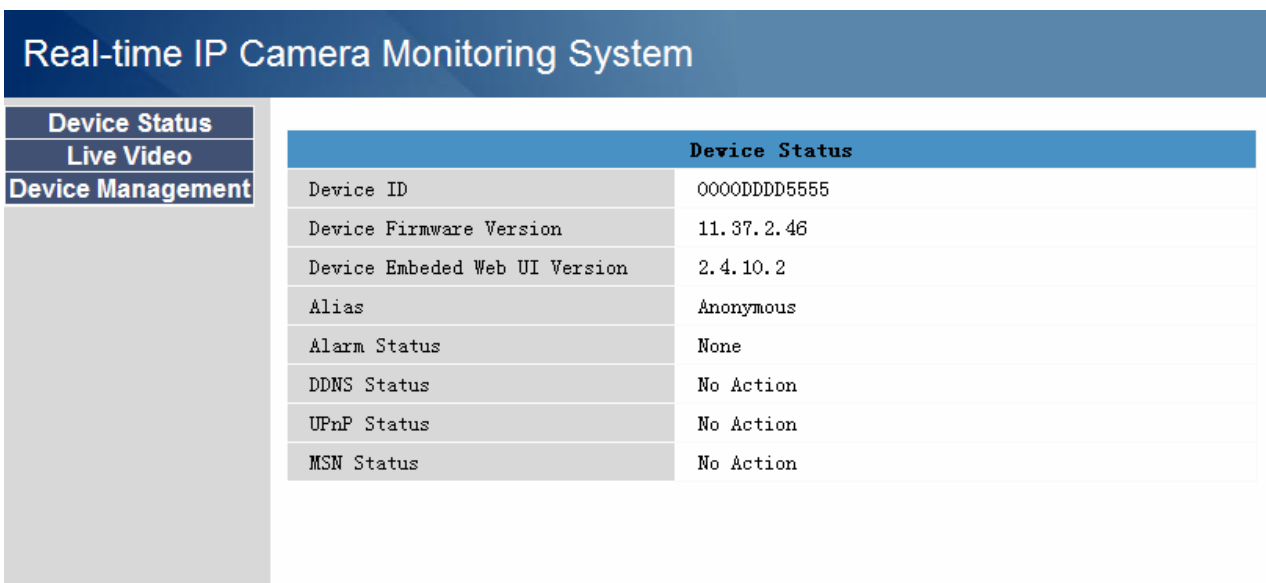 Real-time IP Camera Monitoring System
Device Status
Live Video
Device Management
Device Status
Device ID 0000DDDD5555
Device Firmware Version 11.37.2.46
Device Embeded Web UI Version 2.4.10.2
Alias Anonymous
Alarm Status None
DDNS Status No Action
UPnP Status No Action
MSN Status No Action